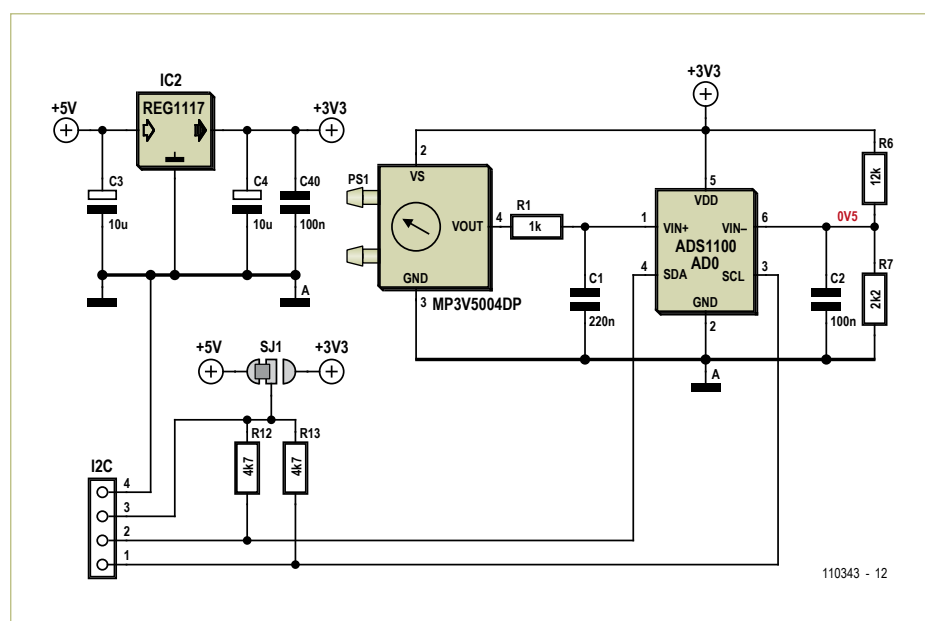 IC2
+5V
REG1117
+3V3
C3
10u
C4
10u
C40
100n
A
+5V
SJ1
+3V3
R12
4k7
R13
4k7
I2C
4
3
2
1
+3V3
2
VS
PS1
VOUT
4
GND
3
MP3V5004DP
R1
1k
C1
220n
5
VDD
1
VIN+
VIN–
6
ADS1100
AD0
4
SDA
SCL
3
GND
2
A
0V5
C2
100n
R6
12k
R7
2k2
110343 - 12